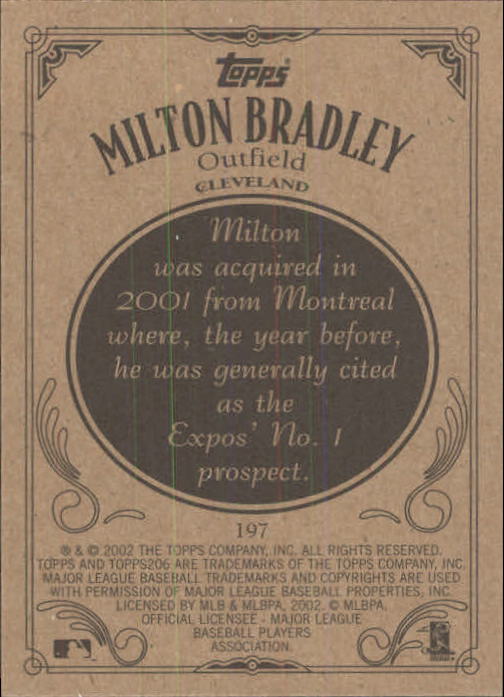 Topps
MILTON BRADLEY
Outfield
CLEVELAND
Milton
was acquired in
2001 from Montreal
where, the year before,
he was generally cited
as the
Expos' No. 1
prospect.
197
® & © 2002 THE TOPPS COMPANY, INC. ALL RIGHTS RESERVED.
TOPPS AND TOPPS206 ARE TRADEMARKS OF THE TOPPS COMPANY, INC.
MAJOR LEAGUE BASEBALL TRADEMARKS AND COPYRIGHTS ARE USED
WITH PERMISSION OF MAJOR LEAGUE BASEBALL PROPERTIES, INC.
LICENSED BY MLB & MLBPA, 2002. © MLBPA.
OFFICIAL LICENSEE - MAJOR LEAGUE
BASEBALL PLAYERS
ASSOCIATION.